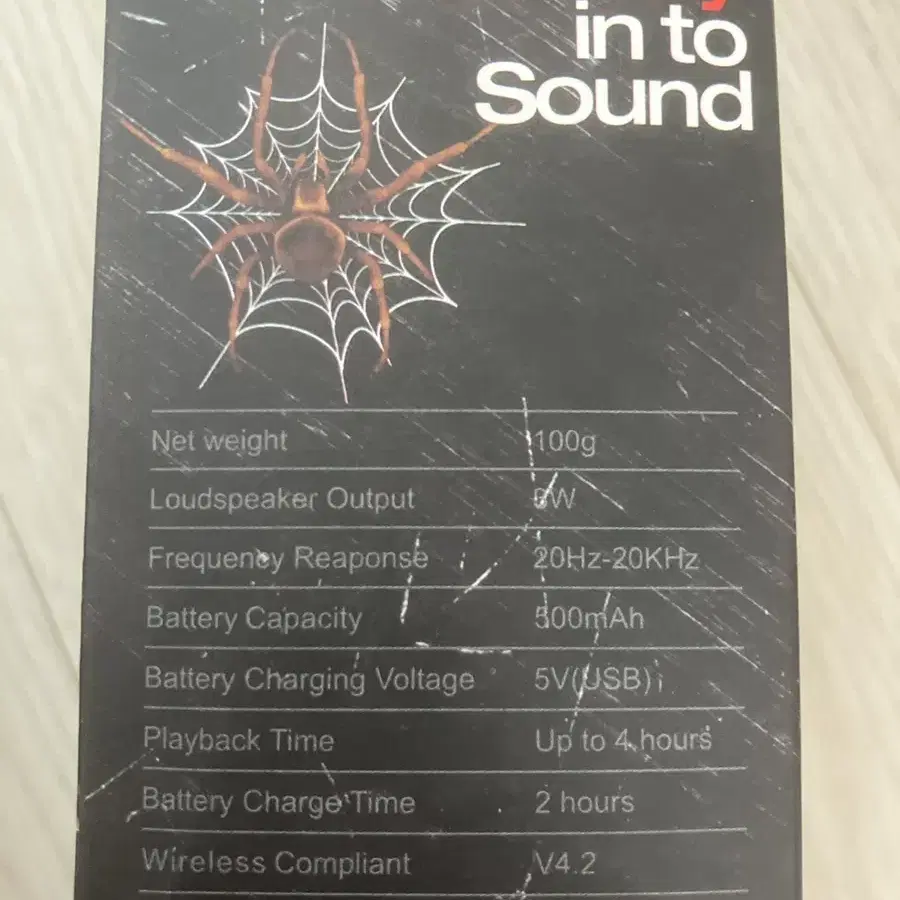 in to
Sound
Net weight 100g
Loudspeaker Output
Frequency Reaponse 20Hz-20KHz
Battery Capacity 500mAh
Battery Charging Voltage 5V(USB)
Playback Time Up to 4 hours
Battery Charge Time 2 hours
Wireless Compliant V4.2